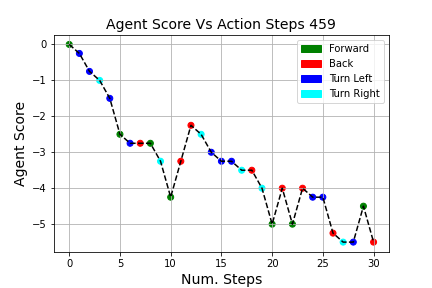 Agent Score Vs Action Steps 459
Forward
Back
Turn Left
Turn Right
0
−1
−2
−3
−4
−5
Agent Score
0
5
10
15
20
25
30
Num. Steps